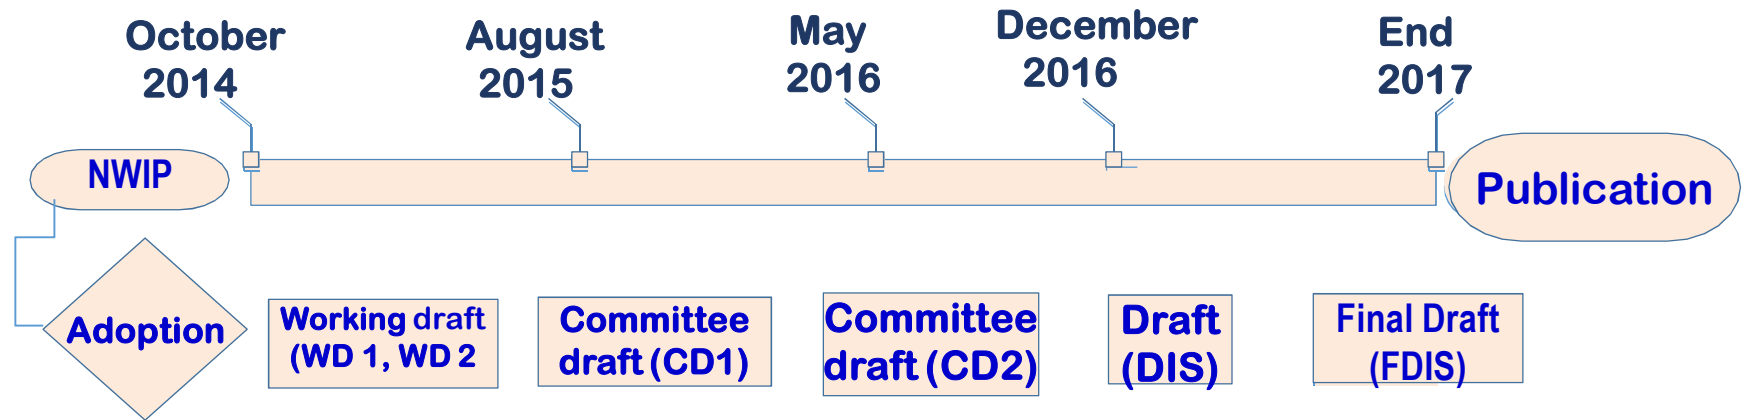 October
2014
August
2015
May
2016
December
2016
End
2017
NWIP
Publication
Adoption
Working draft
(WD 1, WD 2
Committee
draft (CD1)
Committee
draft (CD2)
Draft
(DIS)
Final Draft
(FDIS)